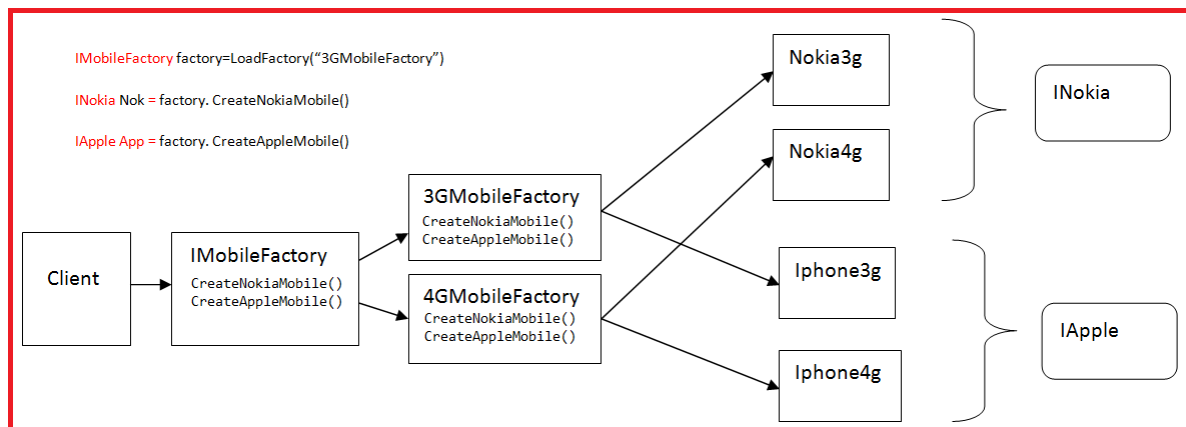 IMobileFactory factory=LoadFactory(“3GMobileFactory”)
INokia Nok = factory. CreateNokiaMobile()
IApple App = factory. CreateAppleMobile()
Client
IMobileFactory
CreateNokiaMobile()
CreateAppleMobile()
3GMobileFactory
CreateNokiaMobile()
CreateAppleMobile()
4GMobileFactory
CreateNokiaMobile()
CreateAppleMobile()
Nokia3g
Nokia4g
Iphone3g
Iphone4g
INokia
IApple